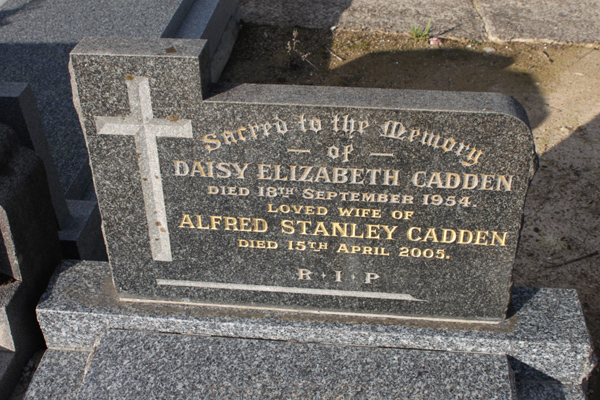 Sacred to the Memory
— of —
DAISY ELIZABETH CADDEN
DIED 18TH SEPTEMBER 1954.
LOVED WIFE OF
ALFRED STANLEY CADDEN
DIED 15TH APRIL 2005.
R·I·P